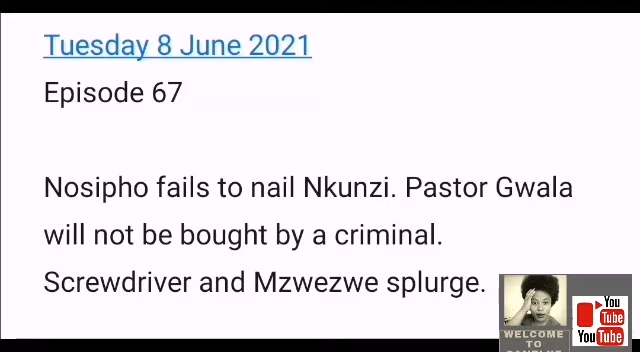 Tuesday 8 June 2021
Episode 67
Nosipho fails to nail Nkunzi. Pastor Gwala
will not be bought by a criminal.
Screwdriver and Mzwezwe splurge.
You
Tube
YouTube
WELCOME
TO